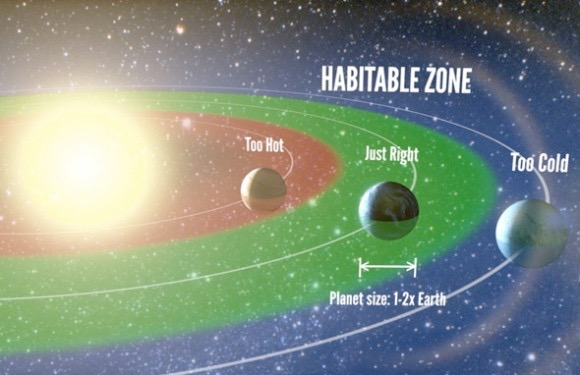 HABITABLE ZONE
Too Hot
Just Right
Too Cold
Planet size: 1-2x Earth